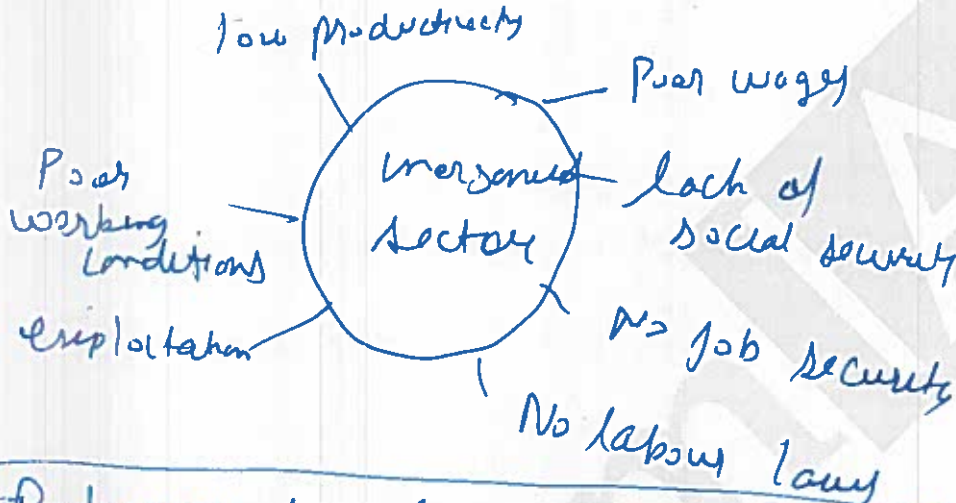 low productivity
Poor wages
unorganised
sector
lack of
social security
Poor
working
conditions
exploitation
No job security
No labour laws